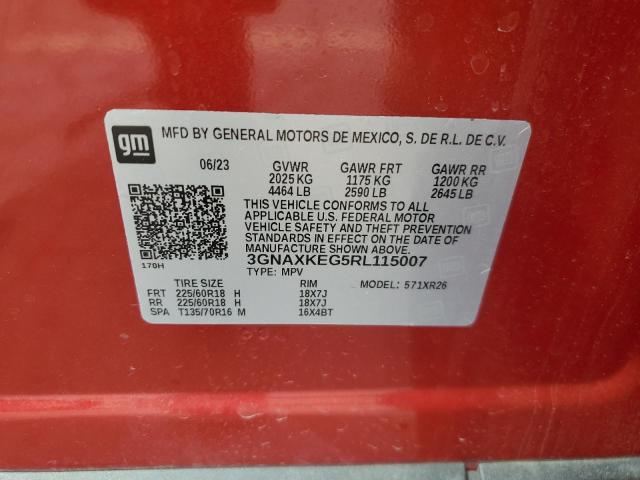 gm MFD BY GENERAL MOTORS DE MEXICO, S. DE R.L. DE C.V.
06/23 GVWR GAWR FRT GAWR RR
2025 KG 1175 KG 1200 KG
4464 LB 2590 LB 2645 LB
THIS VEHICLE CONFORMS TO ALL
APPLICABLE U.S. FEDERAL MOTOR
VEHICLE SAFETY AND THEFT PREVENTION
STANDARDS IN EFFECT ON THE DATE OF
MANUFACTURE SHOWN ABOVE.
170H 3GNAXKEG5RL115007
TYPE: MPV MODEL: 571XR26
TIRE SIZE RIM
FRT 225/60R18 H 18X7J
RR 225/60R18 H 18X7J
SPA T135/70R16 M 16X4BT